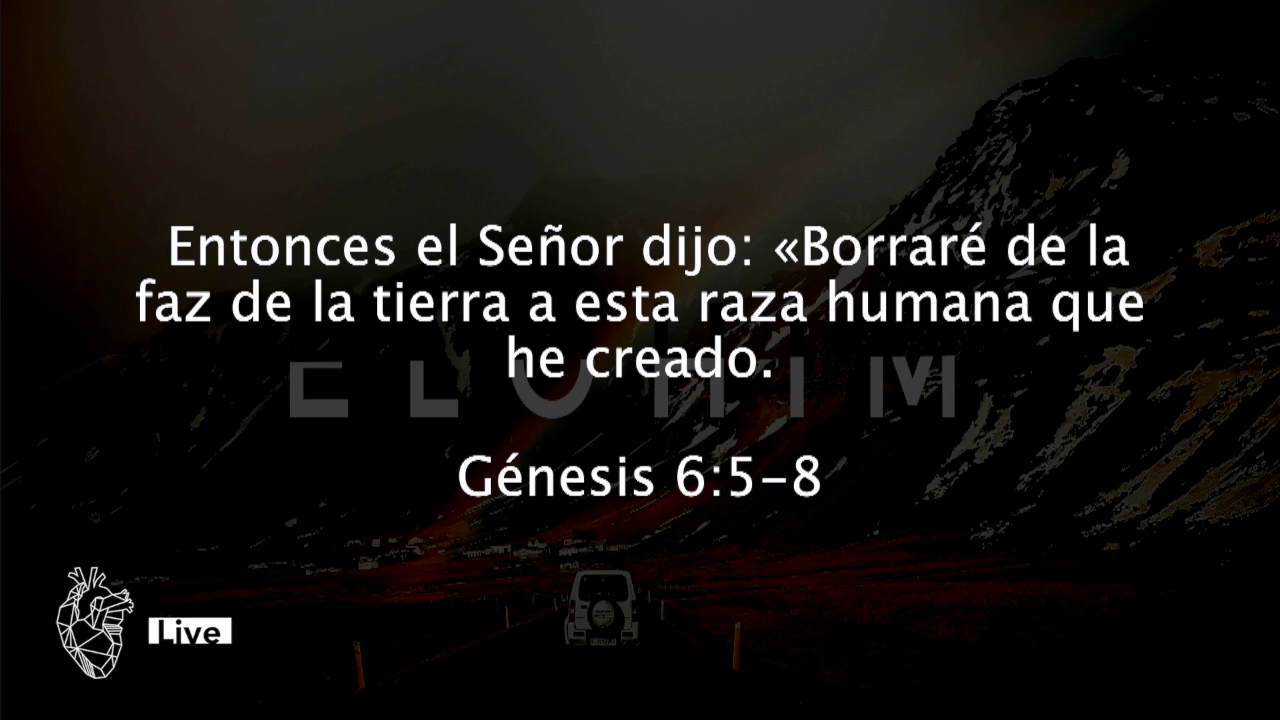 Entonces el Señor dijo: «Borraré de la
faz de la tierra a esta raza humana que
he creado.
ELOHIM
Génesis 6:5-8
Live